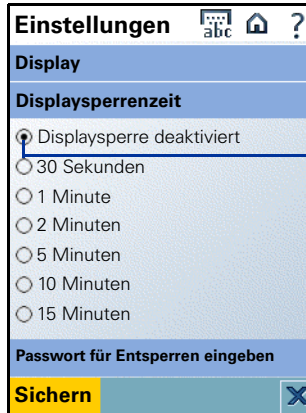 Einstellungen abc ?
Display
Displaysperrenzeit
Displaysperre deaktiviert
30 Sekunden
1 Minute
2 Minuten
5 Minuten
10 Minuten
15 Minuten
Passwort für Entsperren eingeben
Sichern